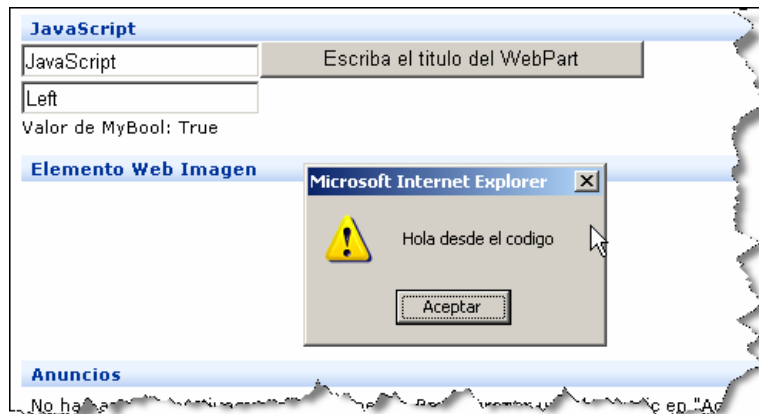 JavaScript
JavaScript Escriba el titulo del WebPart
Left
Valor de MyBool: True
Elemento Web Imagen
Microsoft Internet Explorer
Hola desde el codigo
Aceptar
Anuncios
No